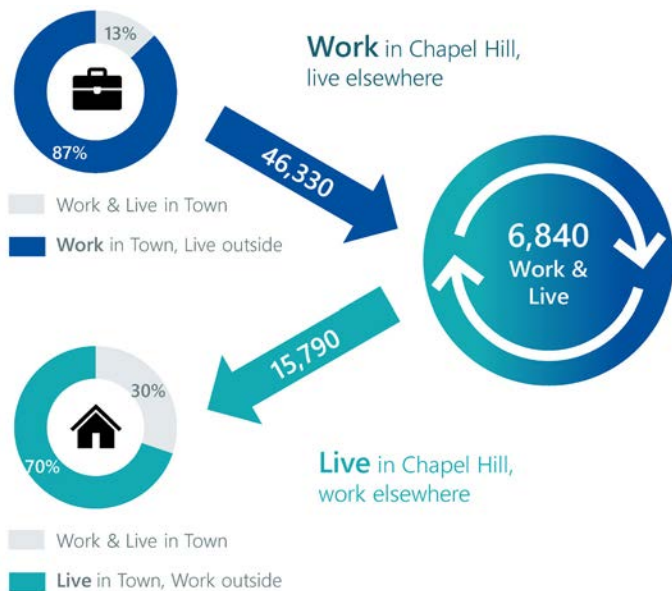 13%
87%
Work & Live in Town
Work in Town, Live outside
Work in Chapel Hill,
live elsewhere
46,330
6,840
Work &
Live
15,790
30%
70%
Live in Chapel Hill,
work elsewhere
Work & Live in Town
Live in Town, Work outside